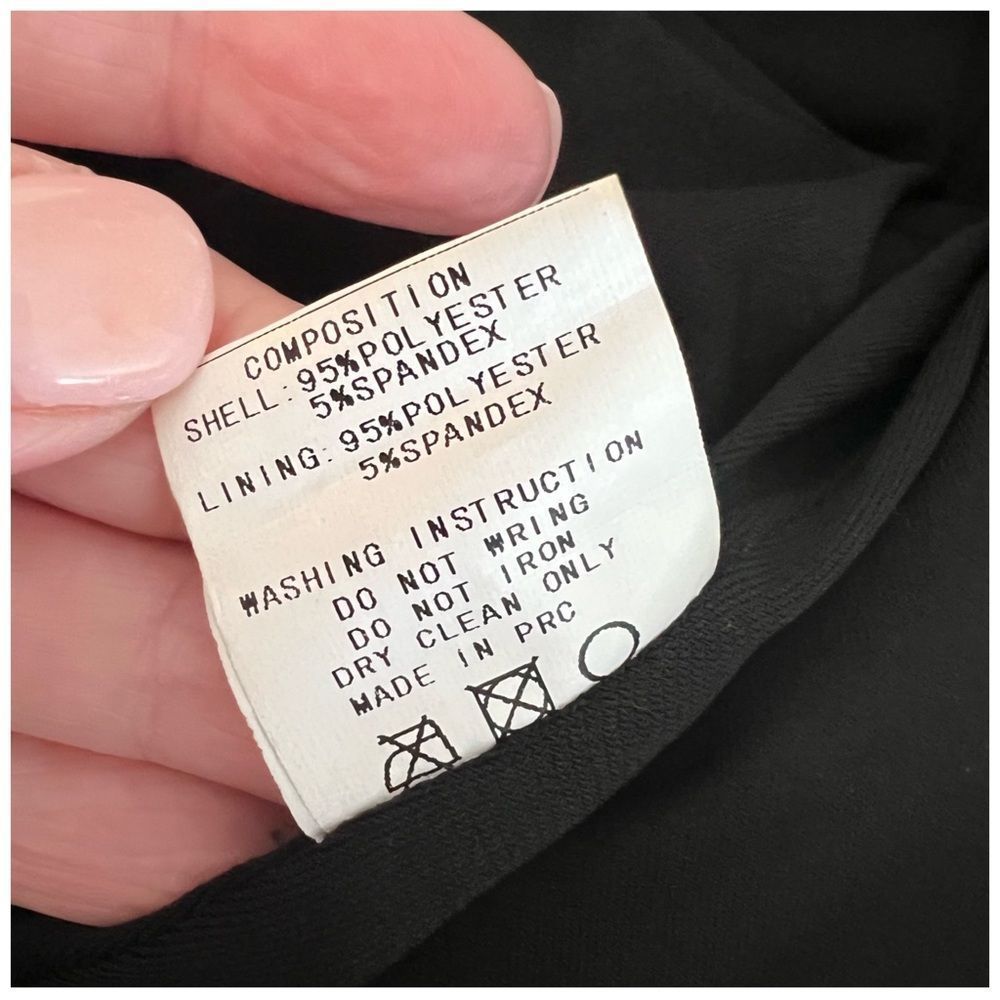 COMPOSITION
SHELL: 95%POLYESTER
5%SPANDEX
LINING: 95%POLYESTER
5%SPANDEX
WASHING INSTRUCTION
DO NOT WRING
DO NOT IRON
DRY CLEAN ONLY
MADE IN PRC